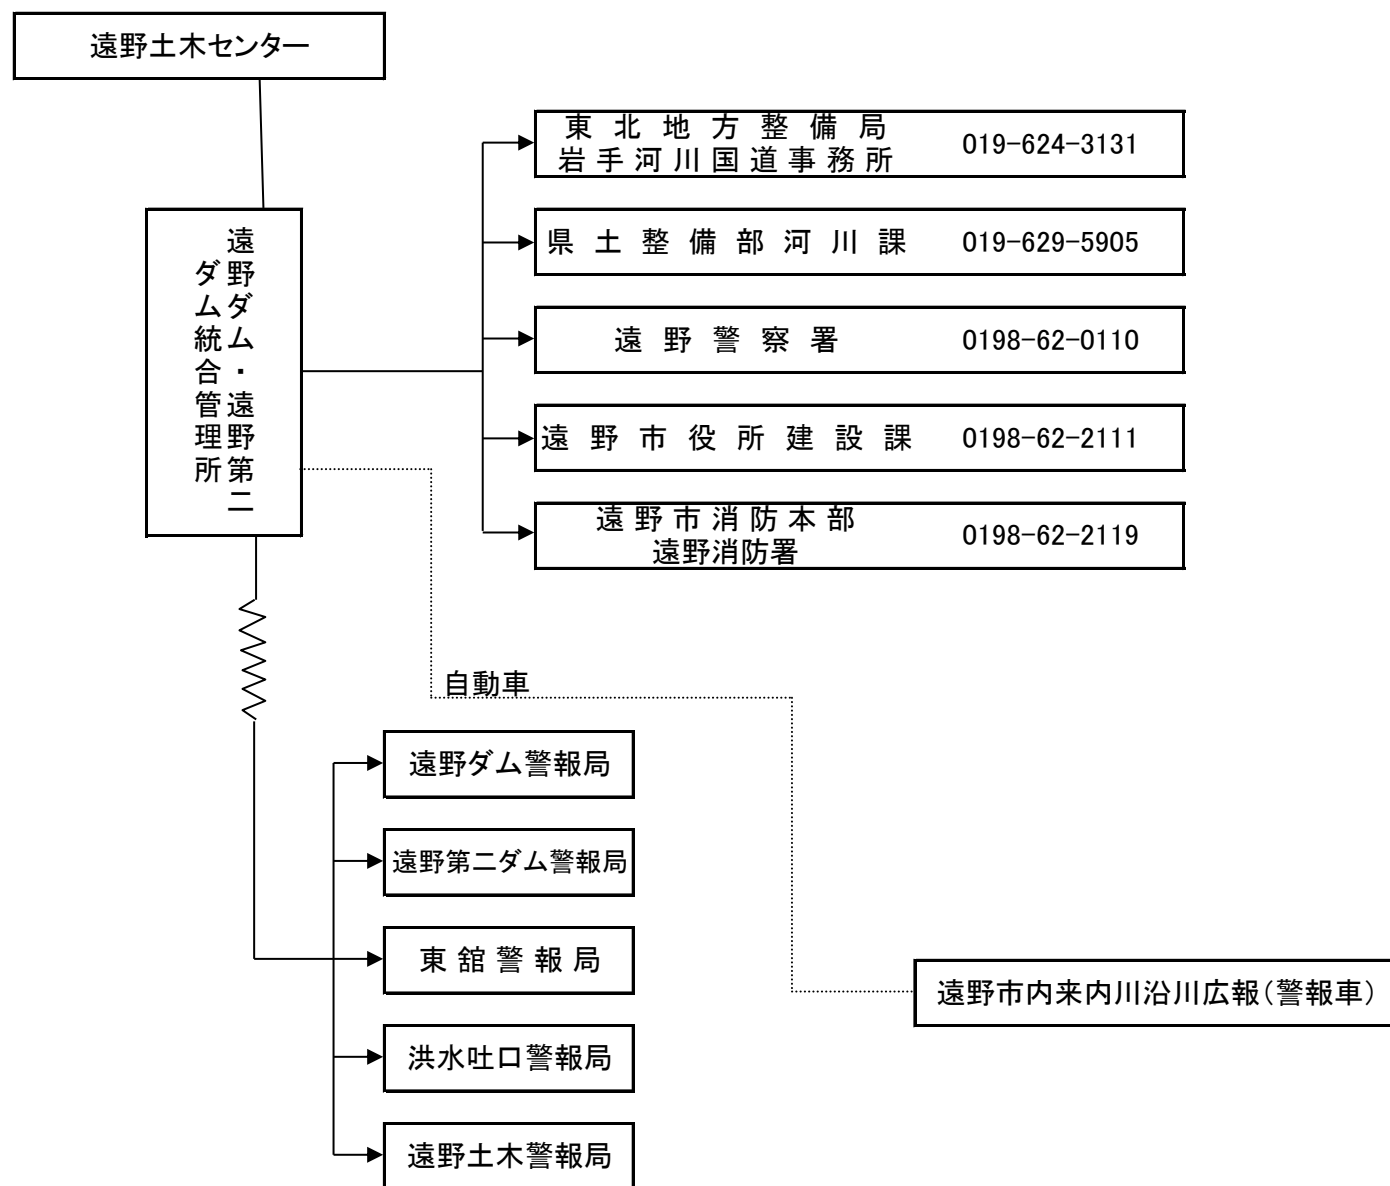 遠野土木センター
東北地方整備局
岩手河川国道事務所
019-624-3131
県土整備部河川課
019-629-5905
遠野ダム・遠野第二
ダム統合管理所
遠野警察署
0198-62-0110
遠野市役所建設課
0198-62-2111
遠野市消防本部
遠野消防署
0198-62-2119
自動車
遠野ダム警報局
遠野第二ダム警報局
東舘警報局
遠野市内来内川沿川広報(警報車)
洪水吐口警報局
遠野土木警報局